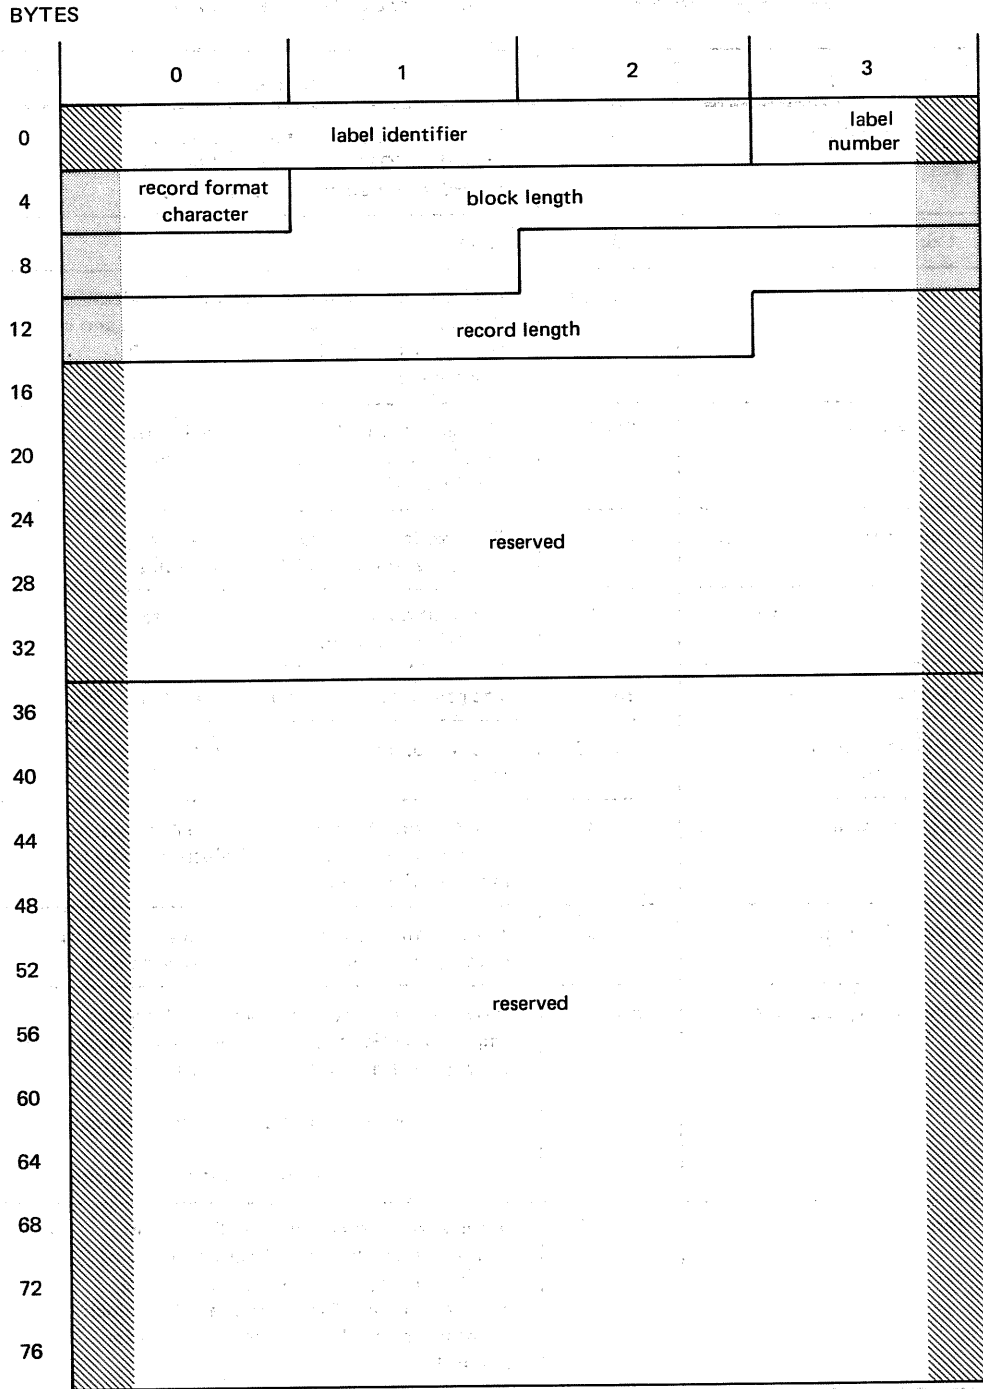 BYTES
0 1 2 3
0 label identifier label number
4 record format character block length
8
12 record length
16
20
24 reserved
28
32
36
40
44
48
52
reserved
56
60
64
68
72
76